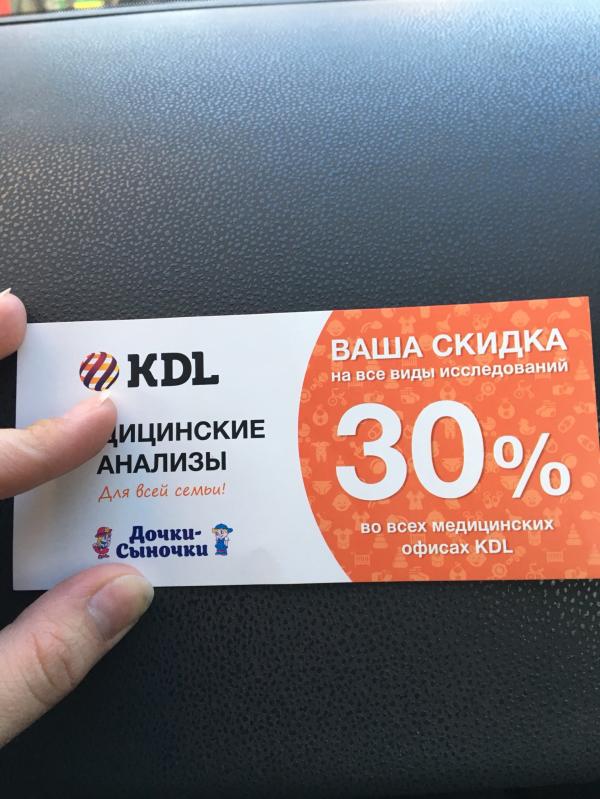 KDL
АНАЛИЗЫ
Для всей семьи!
Дочки-
Сыночки
ВАША СКИДКА
на все виды исследований
30%
во всех медицинских
офисах KDL